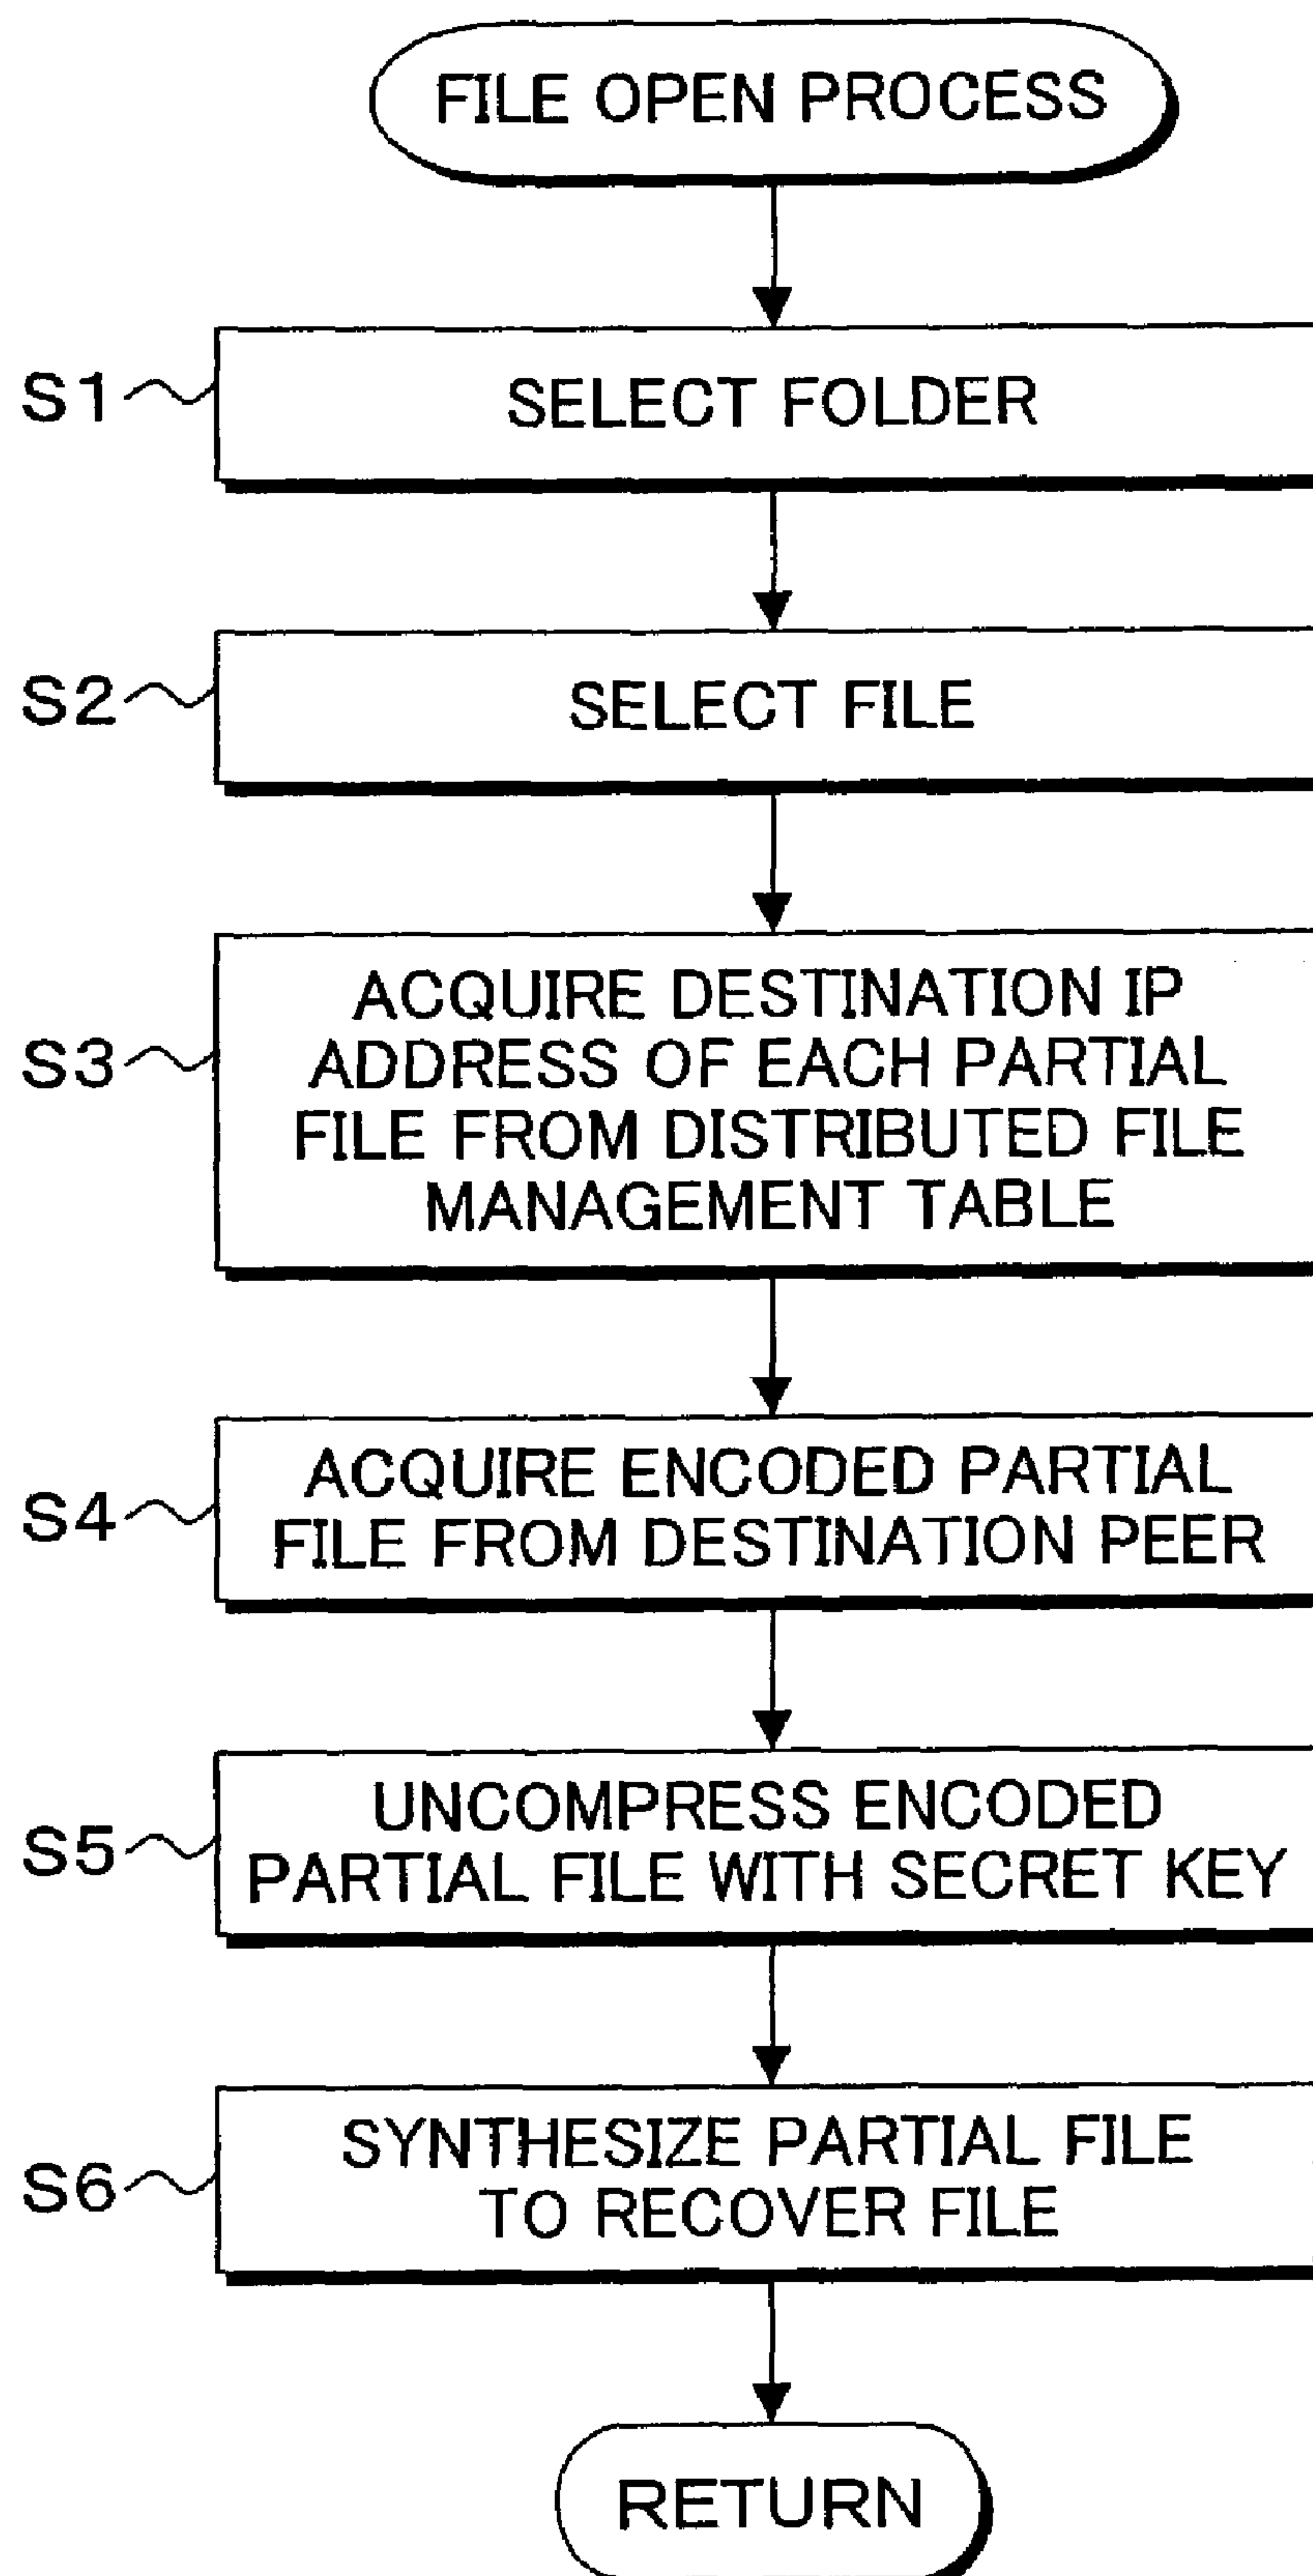 FILE OPEN PROCESS
S1
SELECT FOLDER
S2
SELECT FILE
S3
ACQUIRE DESTINATION IP
ADDRESS OF EACH PARTIAL
FILE FROM DISTRIBUTED FILE
MANAGEMENT TABLE
S4
ACQUIRE ENCODED PARTIAL
FILE FROM DESTINATION PEER
S5
UNCOMPRESS ENCODED
PARTIAL FILE WITH SECRET KEY
S6
SYNTHESIZE PARTIAL FILE
TO RECOVER FILE
RETURN